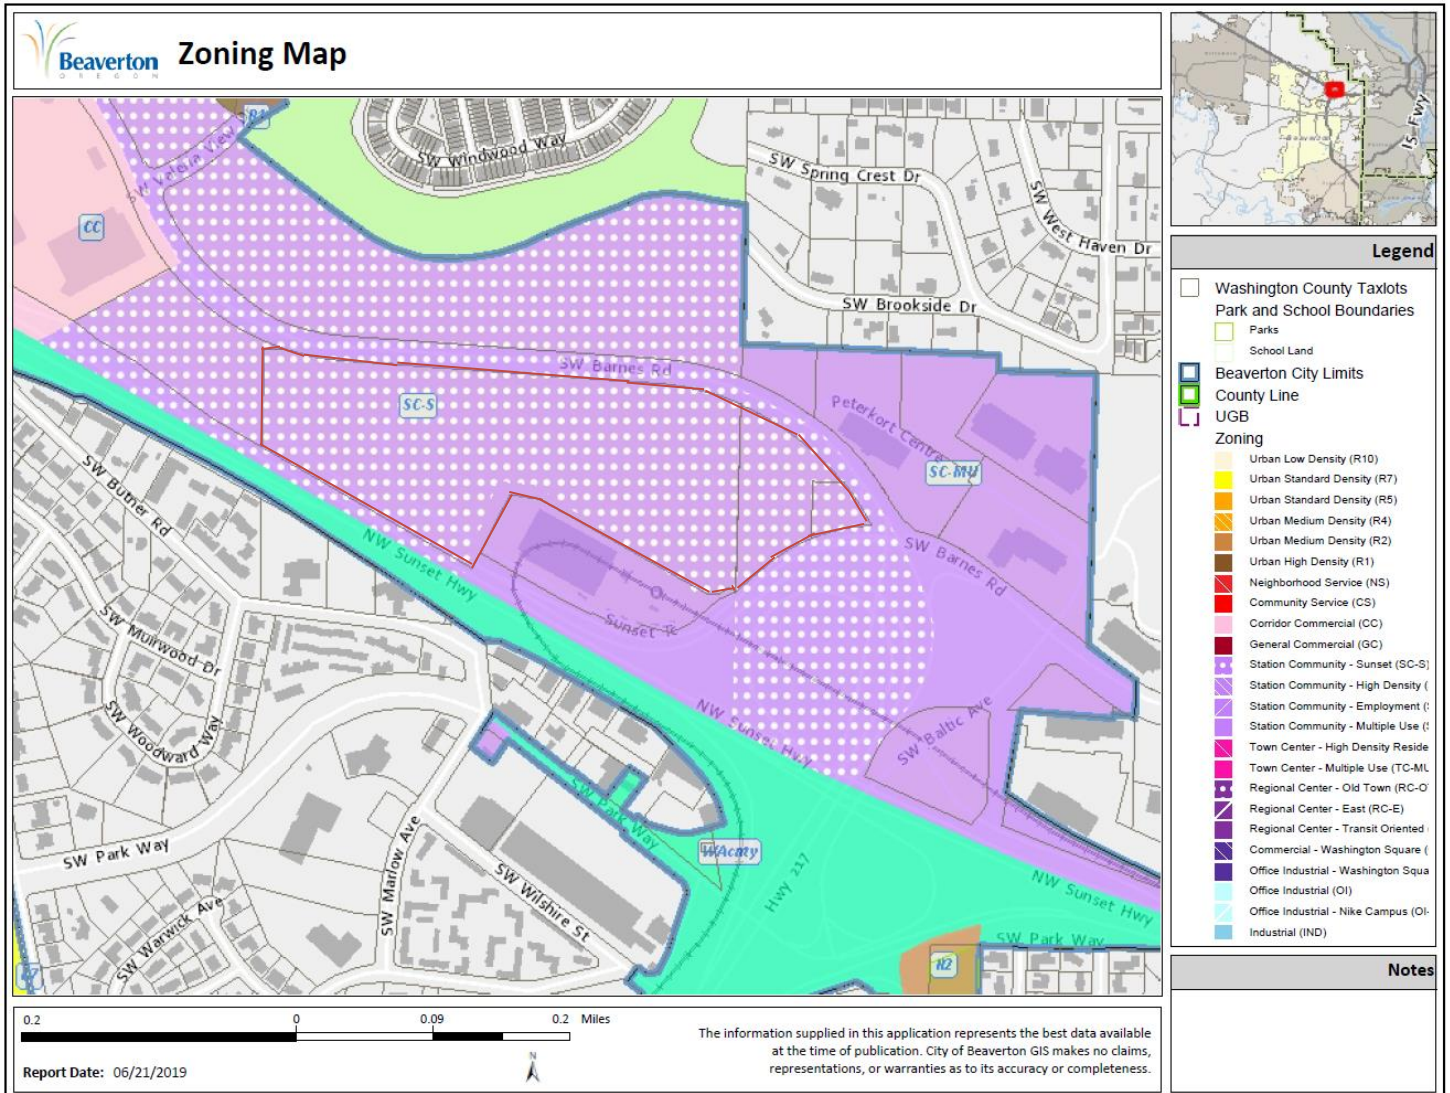 Beaverton
OREGON
Zoning Map
R1
SW Windwood Way
SW Spring Crest Dr
SW West Haven Dr
CC
SW Brookside Dr
SW Barnes Rd
SC-S
Peterkort Centre
SC-MU
SW Butner Rd
NW Sunset Hwy
SW Barnes Rd
Sunset Tc
SW Muirwood Dr
SW Woodward Way
NW Sunset Hwy
SW Baltic Ave
SW Park Way
SW Park Way
SW Marlow Ave
WAcnty
Hwy 217
SW Wilshire St
NW Sunset Hwy
SW Warwick Ave
SW Park Way
R7
R2
I5 Fwy
Legend
Washington County Taxlots
Park and School Boundaries
Parks
School Land
Beaverton City Limits
County Line
UGB
Zoning
Urban Low Density (R10)
Urban Standard Density (R7)
Urban Standard Density (R5)
Urban Medium Density (R4)
Urban Medium Density (R2)
Urban High Density (R1)
Neighborhood Service (NS)
Community Service (CS)
Corridor Commercial (CC)
General Commercial (GC)
Station Community - Sunset (SC-S)
Station Community - High Density (
Station Community - Employment (
Station Community - Multiple Use (
Town Center - High Density Reside
Town Center - Multiple Use (TC-MU
Regional Center - Old Town (RC-O
Regional Center - East (RC-E)
Regional Center - Transit Oriented
Commercial - Washington Square (
Office Industrial - Washington Squa
Office Industrial (OI)
Office Industrial - Nike Campus (OI-
Industrial (IND)
Notes
0.2 0 0.09 0.2 Miles
N
Report Date: 06/21/2019
The information supplied in this application represents the best data available
at the time of publication. City of Beaverton GIS makes no claims,
representations, or warranties as to its accuracy or completeness.